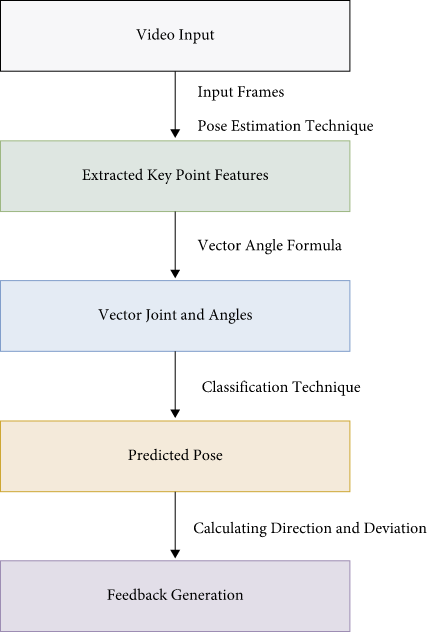 Video Input
Input Frames
Pose Estimation Technique
Extracted Key Point Features
Vector Angle Formula
Vector Joint and Angles
Classification Technique
Predicted Pose
Calculating Direction and Deviation
Feedback Generation